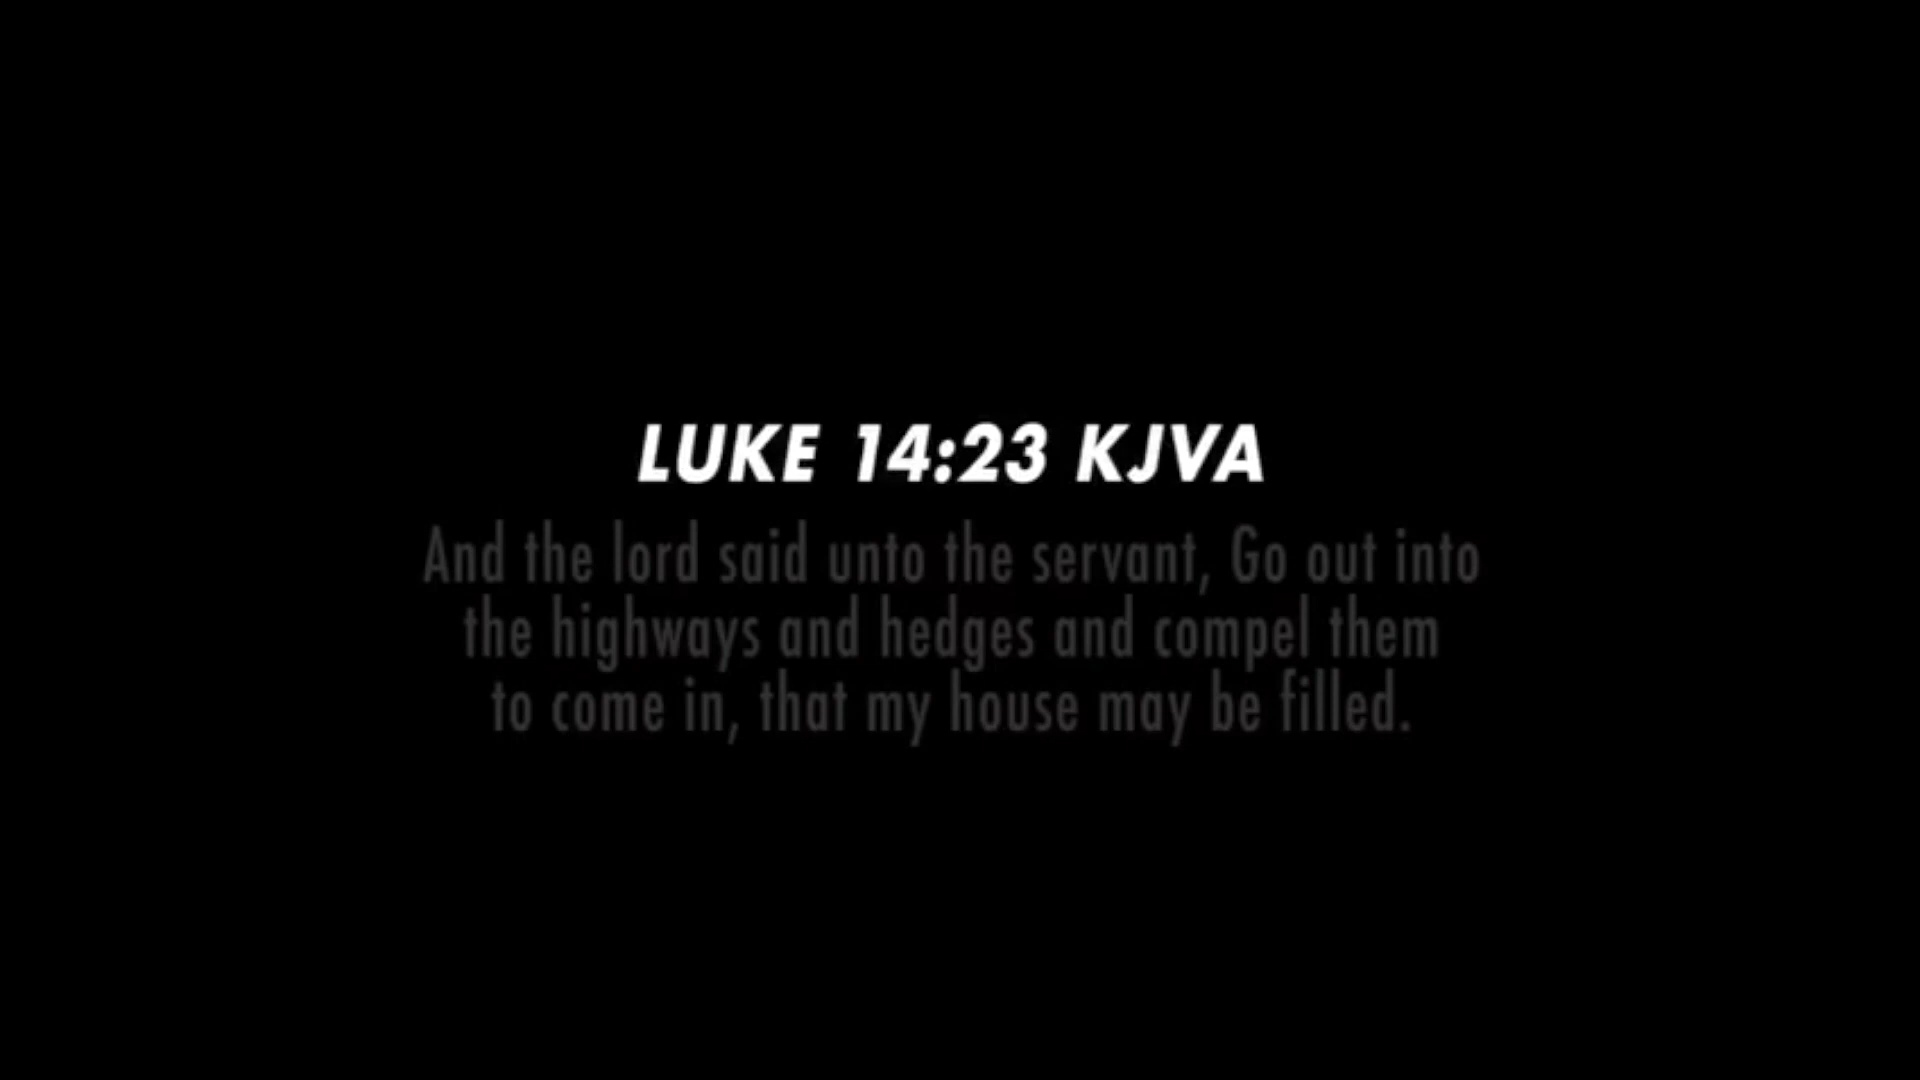 LUKE 14:23 KJVA
And the lord said unto the servant, Go out into
the highways and hedges and compel them
to come in, that my house may be filled.